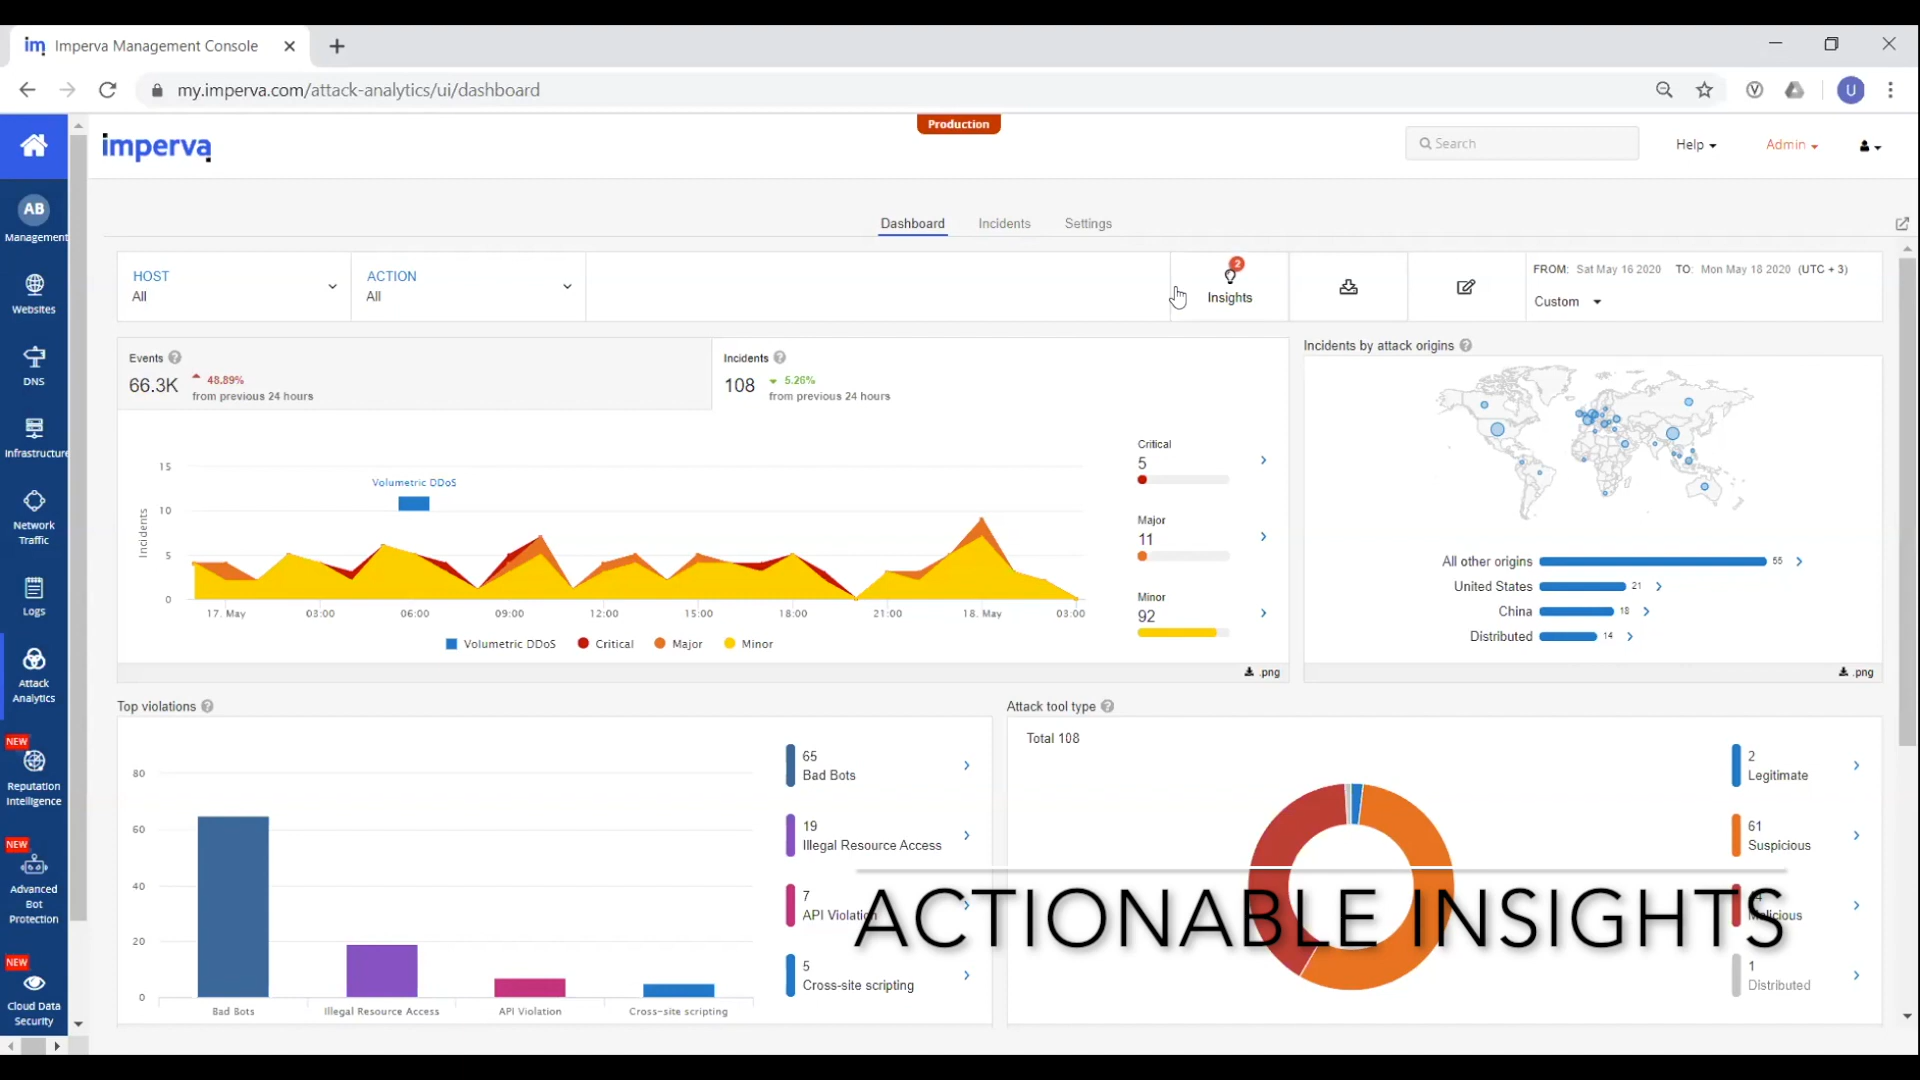 im Imperva Management Console
my.imperva.com/attack-analytics/ui/dashboard
U
imperva
Production
Search
Help
Admin
AB
Management
Websites
DNS
Infrastructure
Network
Traffic
Logs
Attack
Analytics
NEW
Reputation
Intelligence
NEW
Advanced
Bot
Protection
NEW
Cloud Data
Security
Dashboard Incidents Settings
HOST
All
ACTION
All
2
Insights
FROM: Sat May 16 2020 TO: Mon May 18 2020 (UTC + 3)
Custom
Events
66.3K 48.89%
from previous 24 hours
Incidents
108 5.26%
from previous 24 hours
Incidents
15
10
5
0
Volumetric DDoS
17. May 03:00 06:00 09:00 12:00 15:00 18:00 21:00 18. May 03:00
Volumetric DDoS Critical Major Minor
Critical
5
Major
11
Minor
92
.png
Incidents by attack origins
All other origins 55
United States 21
China 18
Distributed 14
.png
Top violations
80
60
40
20
0
Bad Bots Illegal Resource Access API Violation Cross-site scripting
65
Bad Bots
19
Illegal Resource Access
7
API Violation
5
Cross-site scripting
Attack tool type
Total 108
2
Legitimate
61
Suspicious
Malicious
1
Distributed
ACTIONABLE INSIGHTS